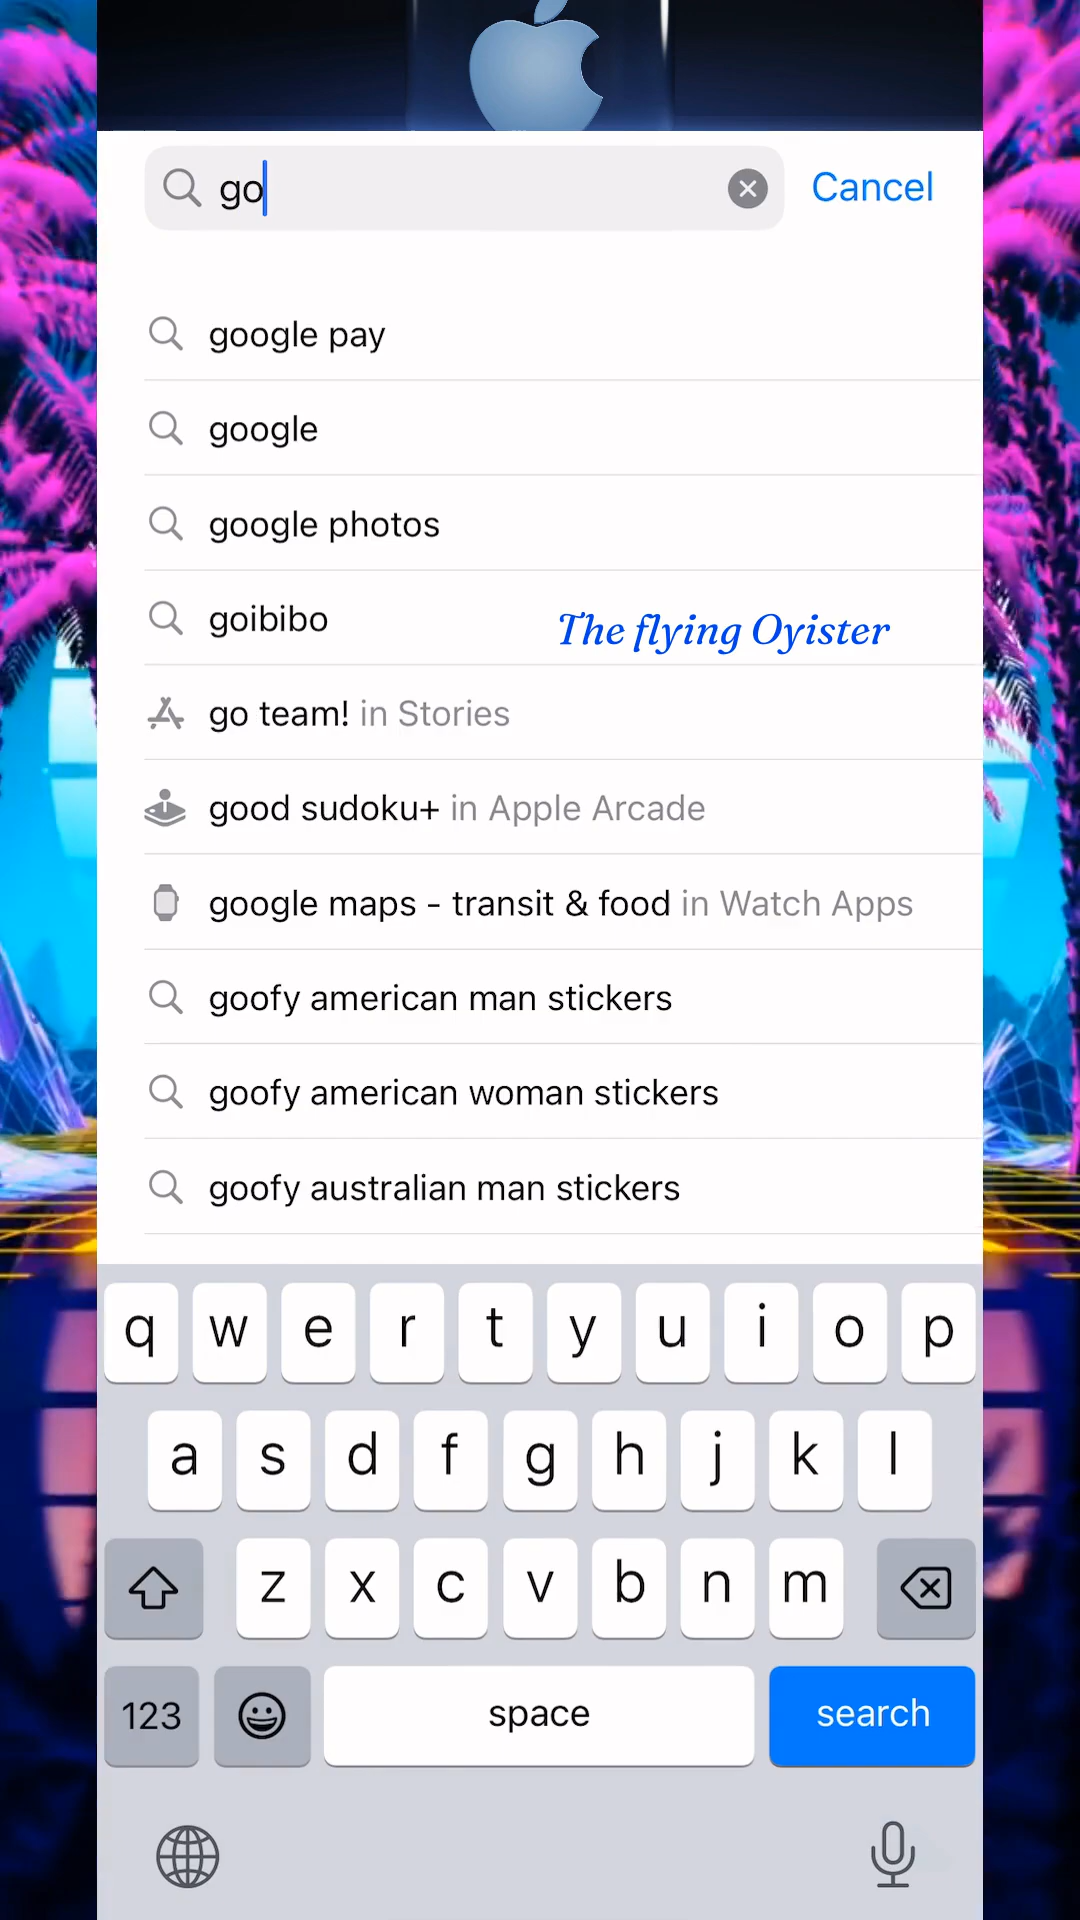 go
Cancel
google pay
google
google photos
goibibo
The flying Oyister
go team! in Stories
good sudoku+ in Apple Arcade
google maps - transit & food in Watch Apps
goofy american man stickers
goofy american woman stickers
goofy australian man stickers
q w e r t y u i o p
a s d f g h j k l
z x c v b n m
123 space search